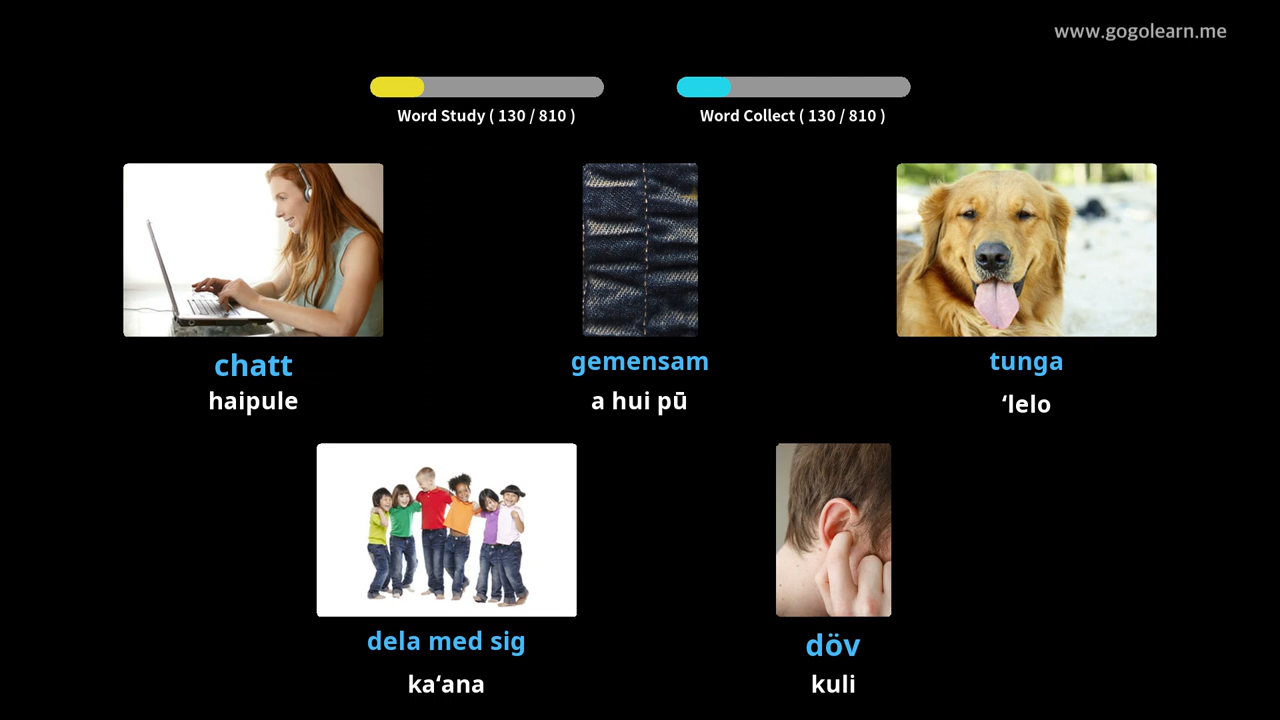 www.gogolearn.me
Word Study ( 130 / 810 )
Word Collect ( 130 / 810 )
chatt
haipule
gemensam
a hui pū
tunga
ʻlelo
dela med sig
kaʻana
döv
kuli